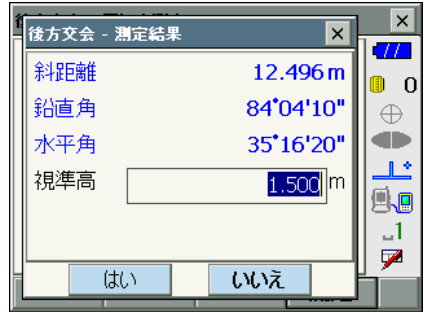 後方交会 - 測定結果
斜距離 12.496 m
鉛直角 84°04'10"
水平角 35°16'20"
視準高 1.500 m
はい いいえ
0
1